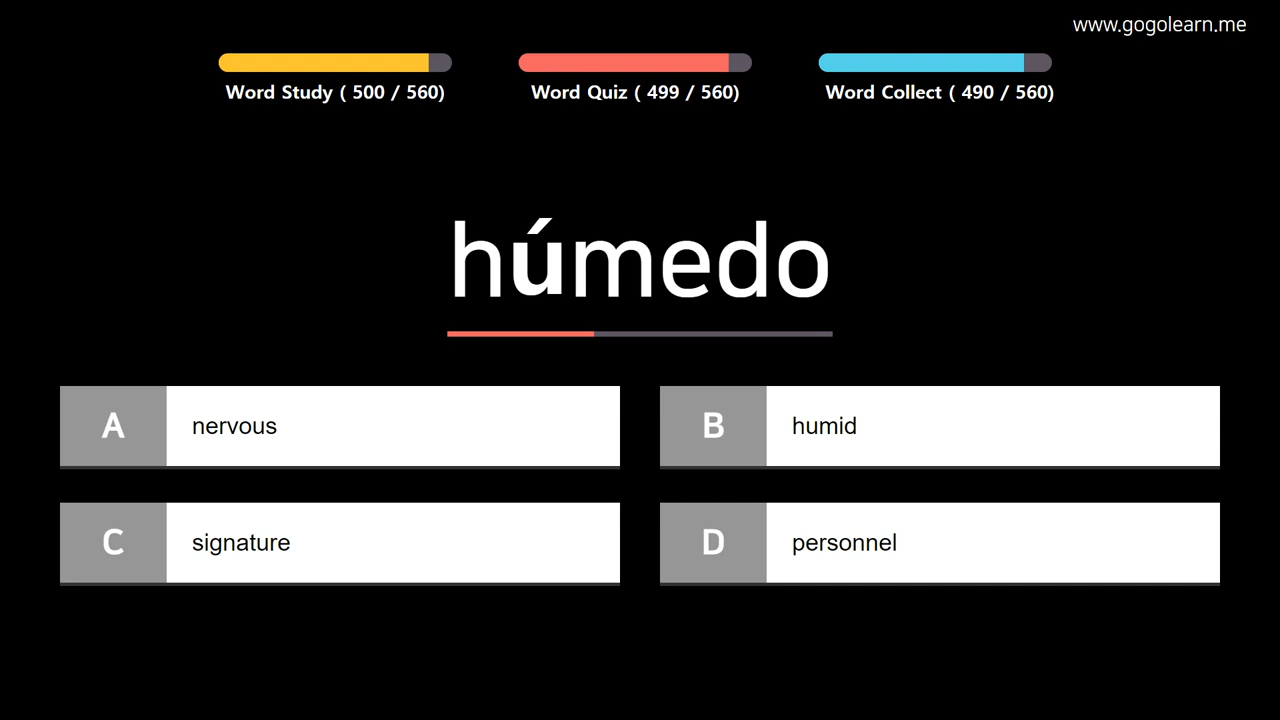 www.gogolearn.me
Word Study ( 500 / 560)
Word Quiz ( 499 / 560)
Word Collect ( 490 / 560)
húmedo
A nervous
B humid
C signature
D personnel